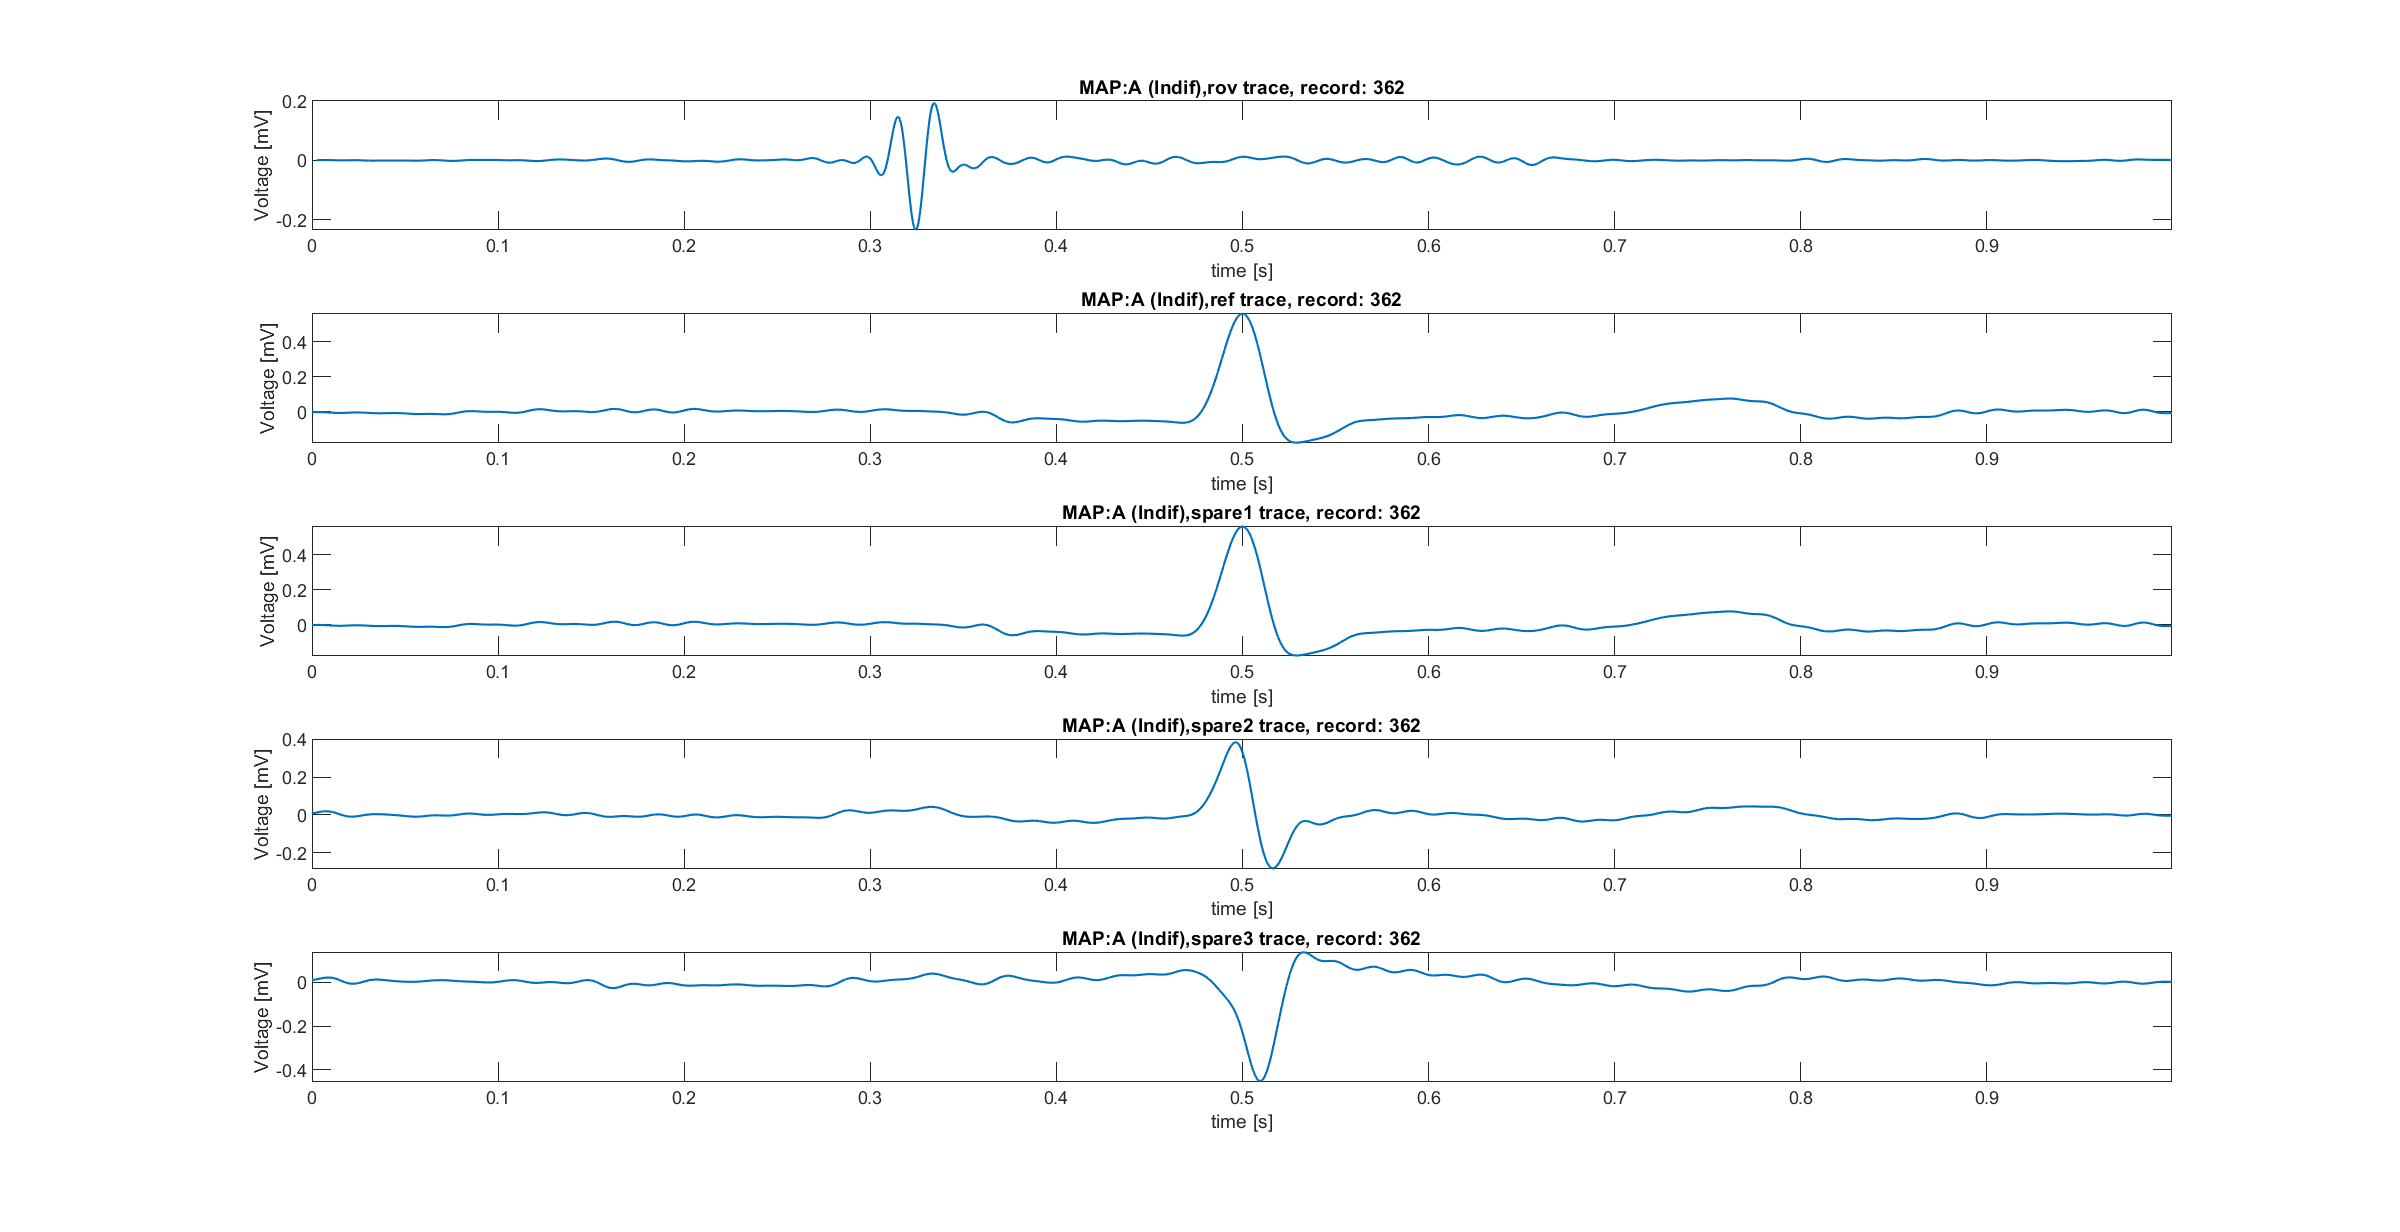 MAP:A (Indif),rov trace, record: 362
Voltage [mV]
0.2
0
-0.2
0 0.1 0.2 0.3 0.4 0.5 0.6 0.7 0.8 0.9
time [s]
MAP:A (Indif),ref trace, record: 362
Voltage [mV]
0.4
0.2
0
0 0.1 0.2 0.3 0.4 0.5 0.6 0.7 0.8 0.9
time [s]
MAP:A (Indif),spare1 trace, record: 362
Voltage [mV]
0.4
0.2
0
0 0.1 0.2 0.3 0.4 0.5 0.6 0.7 0.8 0.9
time [s]
MAP:A (Indif),spare2 trace, record: 362
Voltage [mV]
0.4
0.2
0
-0.2
0 0.1 0.2 0.3 0.4 0.5 0.6 0.7 0.8 0.9
time [s]
MAP:A (Indif),spare3 trace, record: 362
Voltage [mV]
0
-0.2
-0.4
0 0.1 0.2 0.3 0.4 0.5 0.6 0.7 0.8 0.9
time [s]